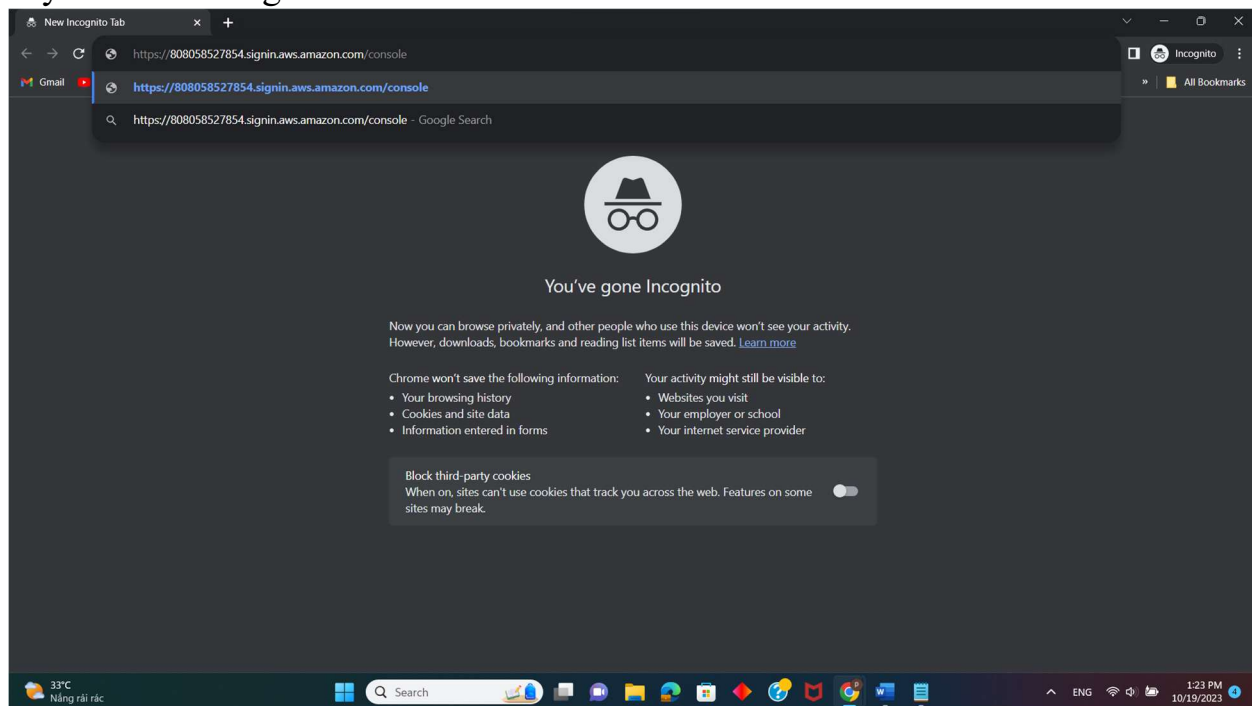 New Incognito Tab
https://808058527854.signin.aws.amazon.com/console
Incognito
Gmail
https://808058527854.signin.aws.amazon.com/console
» All Bookmarks
https://808058527854.signin.aws.amazon.com/console - Google Search
You've gone Incognito
Now you can browse privately, and other people who use this device won't see your activity.
However, downloads, bookmarks and reading list items will be saved. Learn more
Chrome won't save the following information:
• Your browsing history
• Cookies and site data
• Information entered in forms
Your activity might still be visible to:
• Websites you visit
• Your employer or school
• Your internet service provider
Block third-party cookies
When on, sites can't use cookies that track you across the web. Features on some
sites may break.
33°C
Nắng rải rác
Search
ENG
1:23 PM
10/19/2023
4